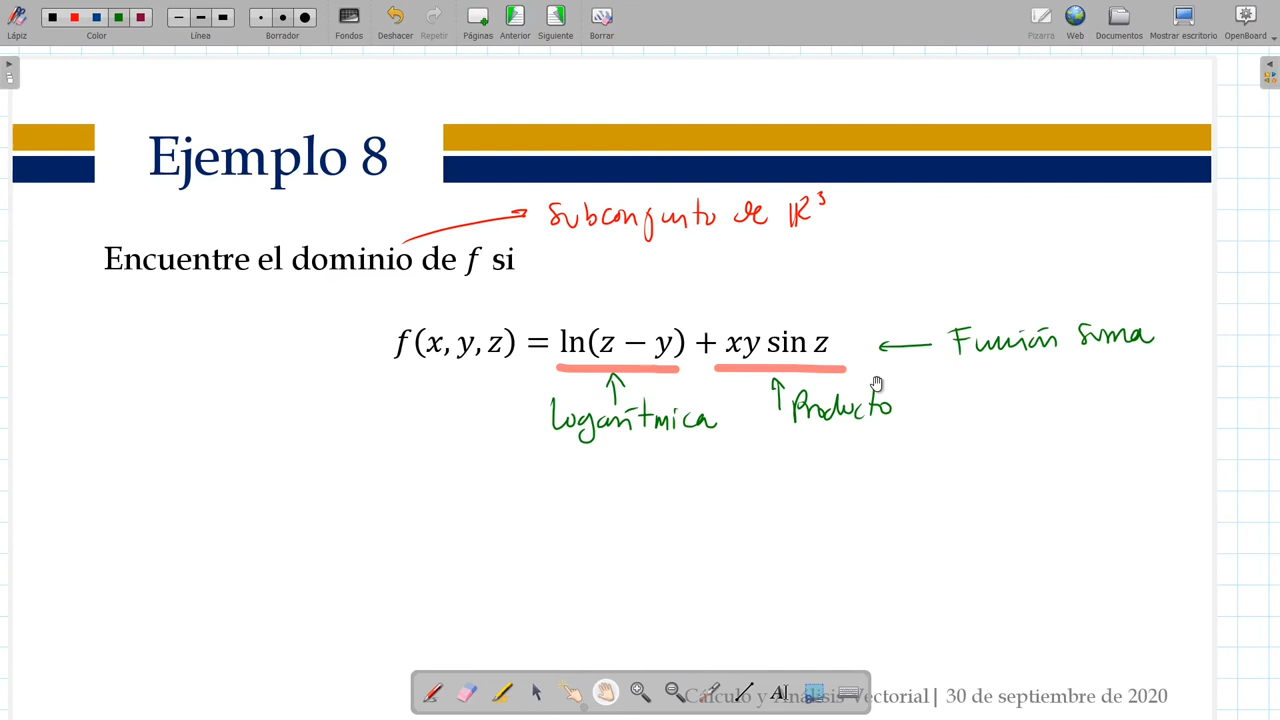 Lápiz Color Línea Borrador Fondos Deshacer Repetir Páginas Anterior Siguiente Borrar Pizarra Web Documentos Mostrar escritorio OpenBoard
Ejemplo 8
Subconjunto de ℝ³
Encuentre el dominio de f si
f(x, y, z) = ln(z − y) + xy sin z
Función suma
Logarítmica
Producto
Cálculo y Análisis Vectorial| 30 de septiembre de 2020